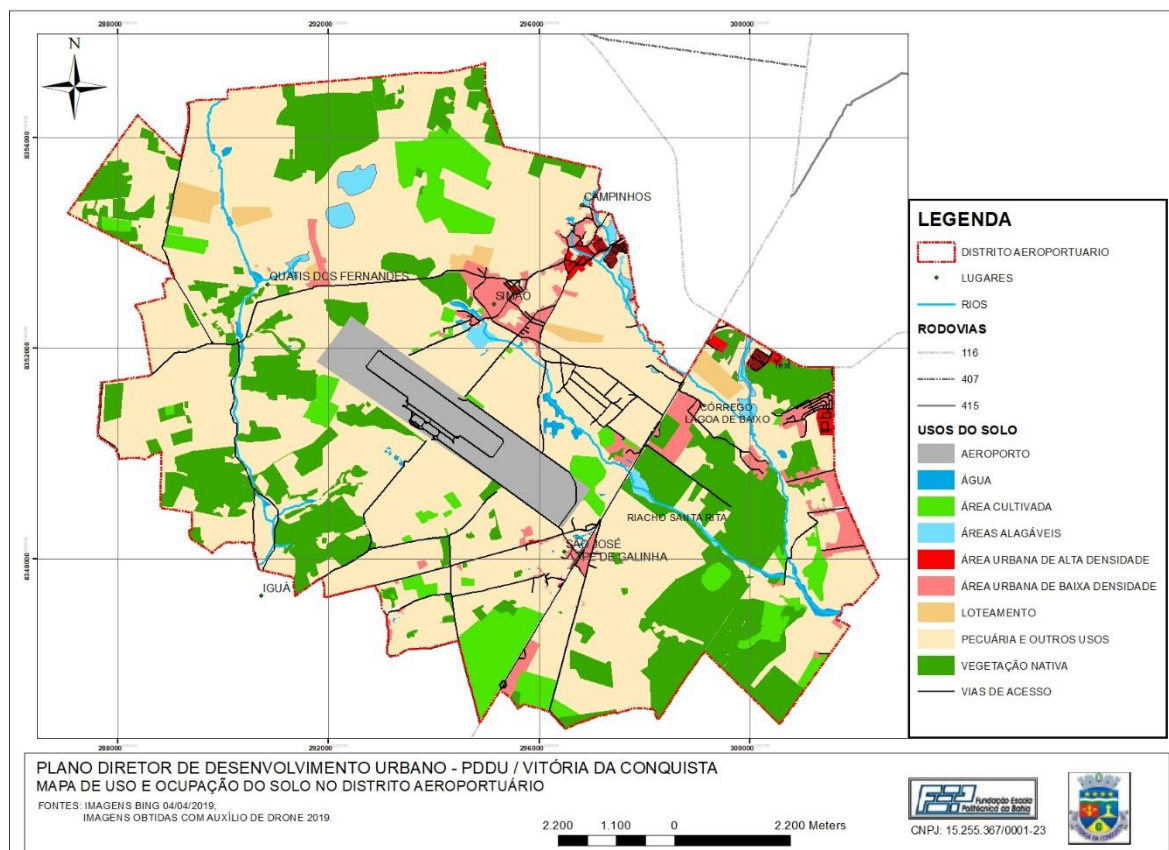 288000
292000
296000
300000
N
8356000
8352000
8348000
CAMPINHOS
QUATIS DOS FERNANDES
SIMÃO
CÓRREGO
LAGOA DE BAIXO
RIACHO SANTA RITA
SÃO JOSÉ
PÉ DE GALINHA
IGUÁ
288000
292000
296000
300000
LEGENDA
DISTRITO AEROPORTUARIO
LUGARES
RIOS
RODOVIAS
116
407
415
USOS DO SOLO
AEROPORTO
ÁGUA
ÁREA CULTIVADA
ÁREAS ALAGÁVEIS
ÁREA URBANA DE ALTA DENSIDADE
ÁREA URBANA DE BAIXA DENSIDADE
LOTEAMENTO
PECUÁRIA E OUTROS USOS
VEGETAÇÃO NATIVA
VIAS DE ACESSO
PLANO DIRETOR DE DESENVOLVIMENTO URBANO - PDDU / VITÓRIA DA CONQUISTA
MAPA DE USO E OCUPAÇÃO DO SOLO NO DISTRITO AEROPORTUÁRIO
FONTES: IMAGENS BING 04/04/2019;
IMAGENS OBTIDAS COM AUXÍLIO DE DRONE 2019.
2.200 1.100 0 2.200 Meters
Fundação Escola
Politécnica da Bahia
CNPJ: 15.255.367/0001-23